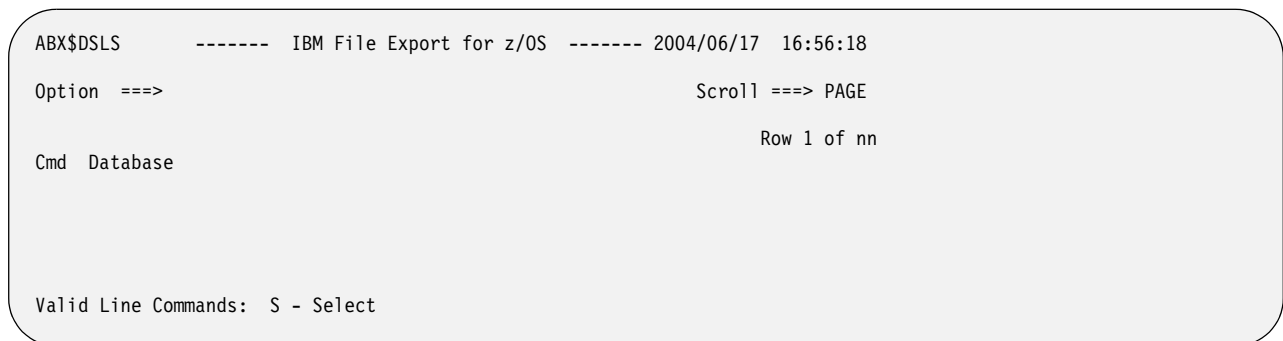 ABX$DSLS ------- IBM File Export for z/OS ------- 2004/06/17 16:56:18
Option ===> Scroll ===> PAGE
Row 1 of nn
Cmd Database
Valid Line Commands: S - Select